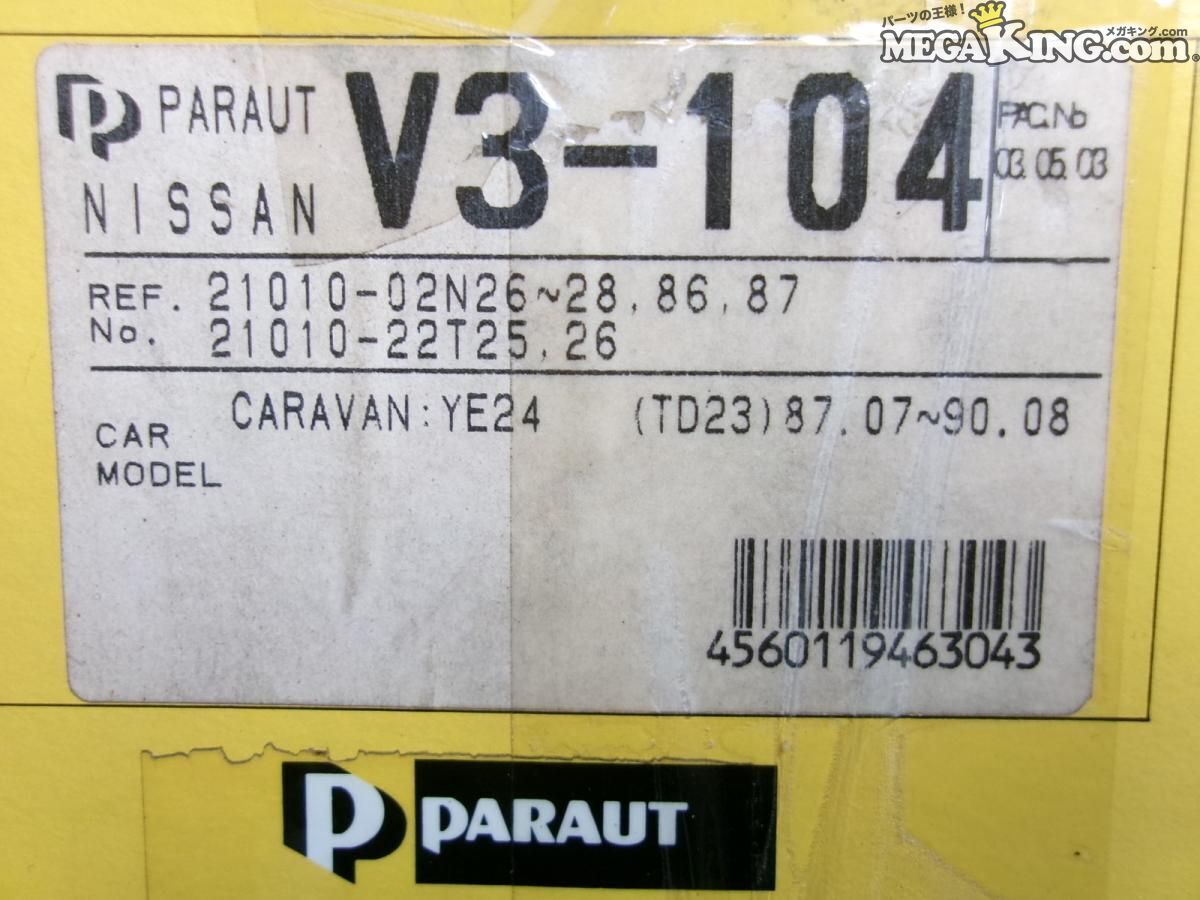 パーツの王様! メガキング.com
MEGAKING.com®
PARAUT V3-104 PAC.No
NISSAN 03.05.03
REF. 21010-02N26~28,86,87
No. 21010-22T25,26
CARAVAN:YE24 (TD23)87.07~90.08
CAR
MODEL
4560119463043
PARAUT